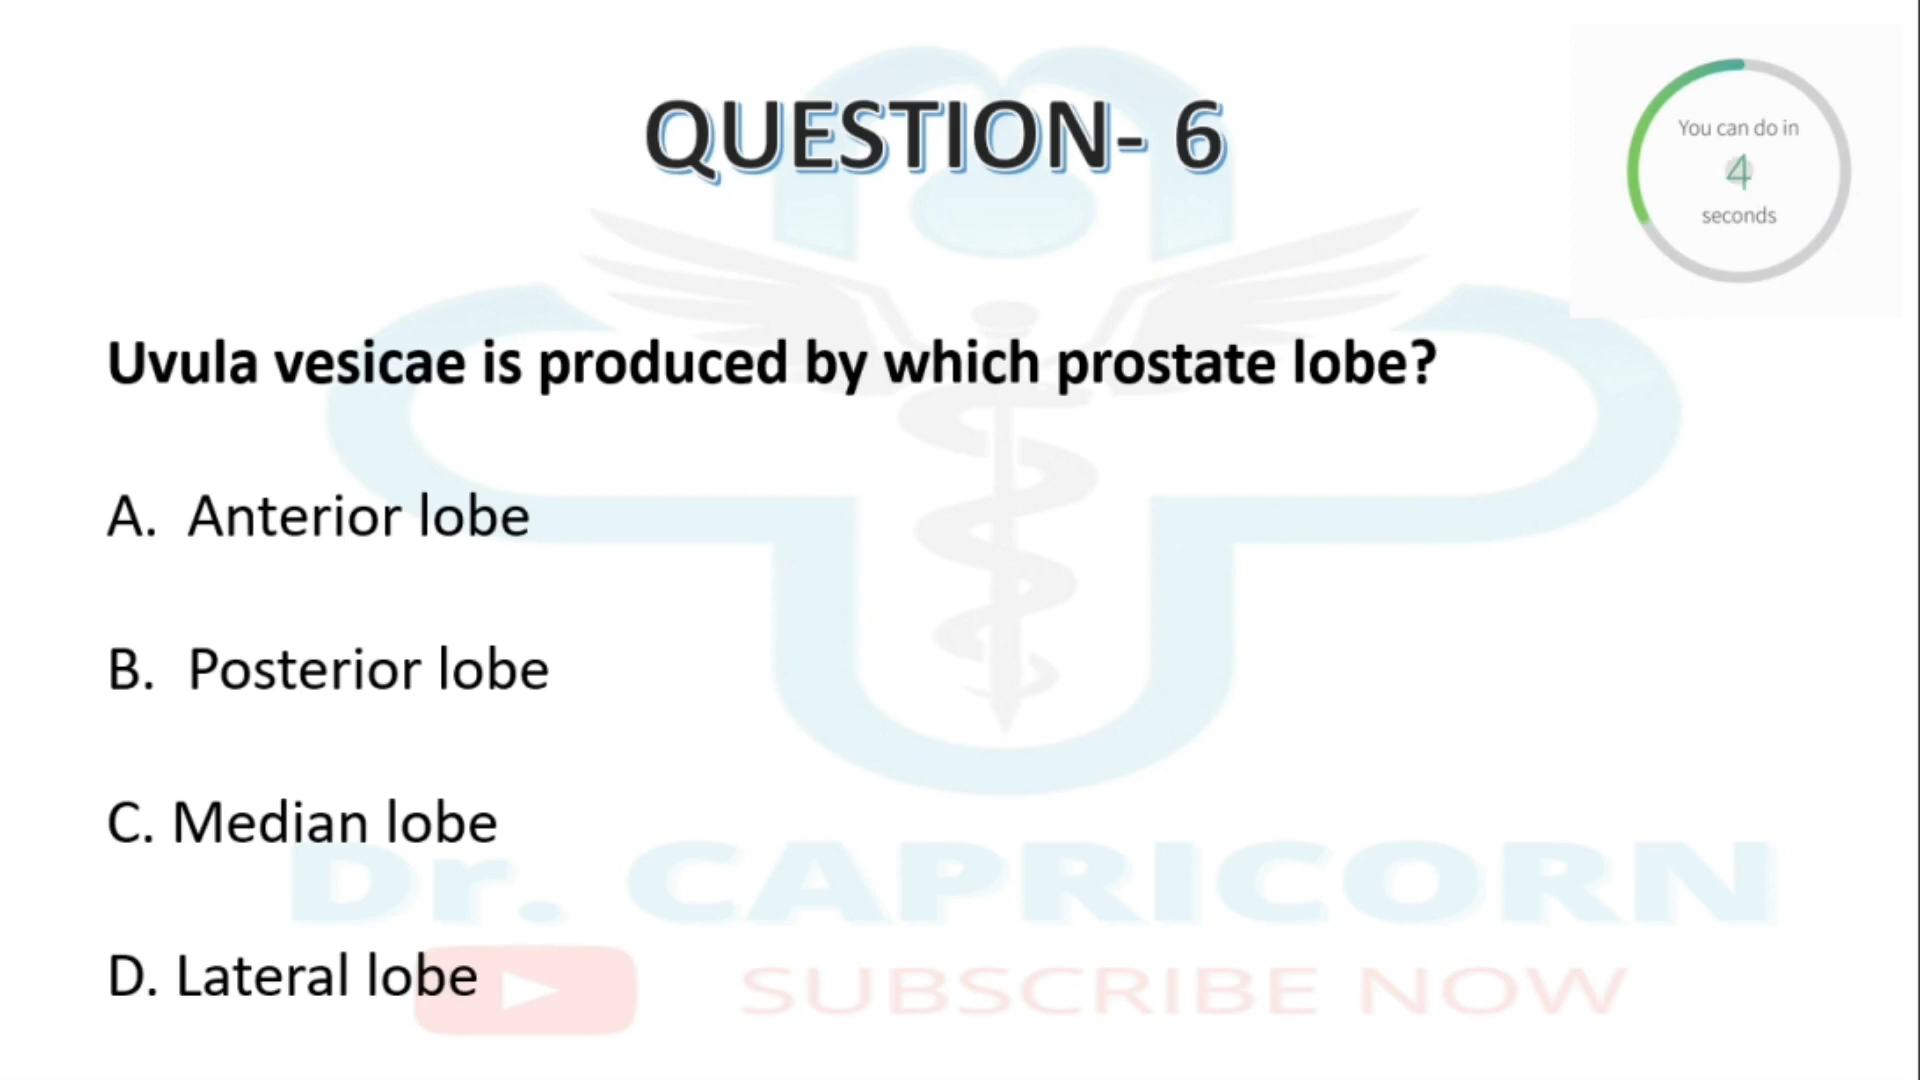 QUESTION- 6
You can do in
4
seconds
Uvula vesicae is produced by which prostate lobe?
A. Anterior lobe
B. Posterior lobe
C. Median lobe
Dr. CAPRICORN
D. Lateral lobe
SUBSCRIBE NOW